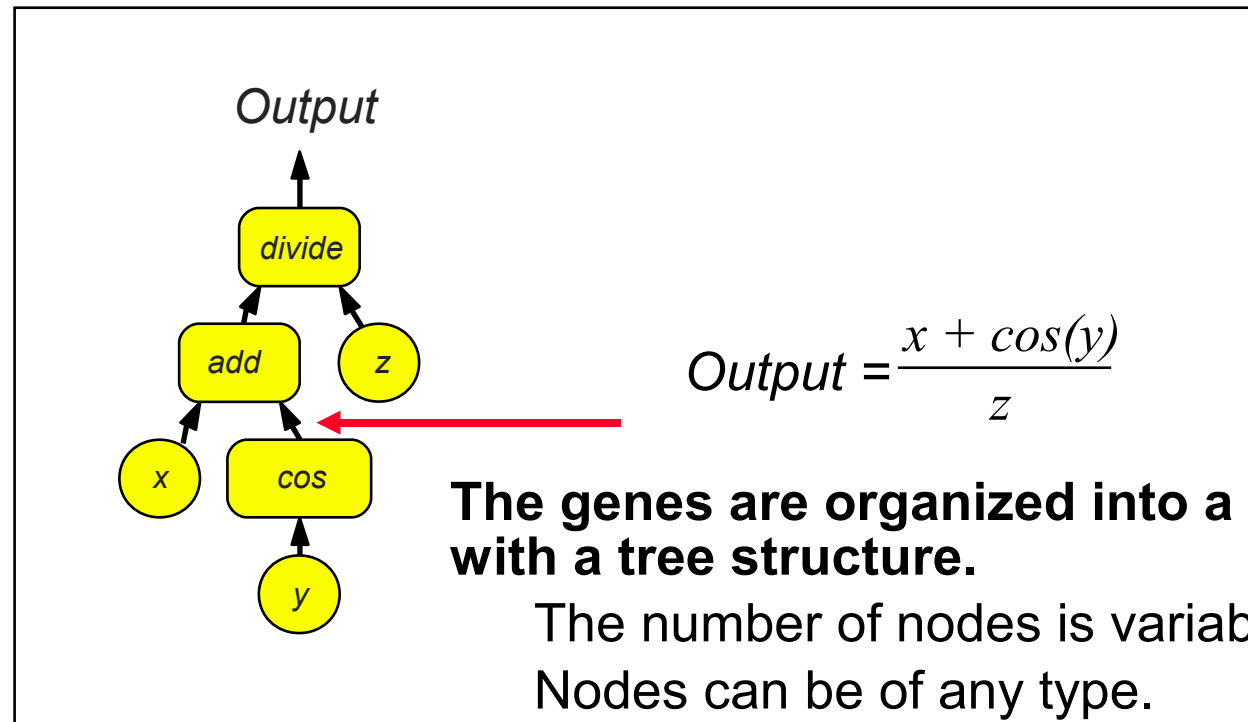 Output
divide
add
z
x
cos
y
Output = x + cos(y)
z
The genes are organized into a
with a tree structure.
The number of nodes is variab
Nodes can be of any type.